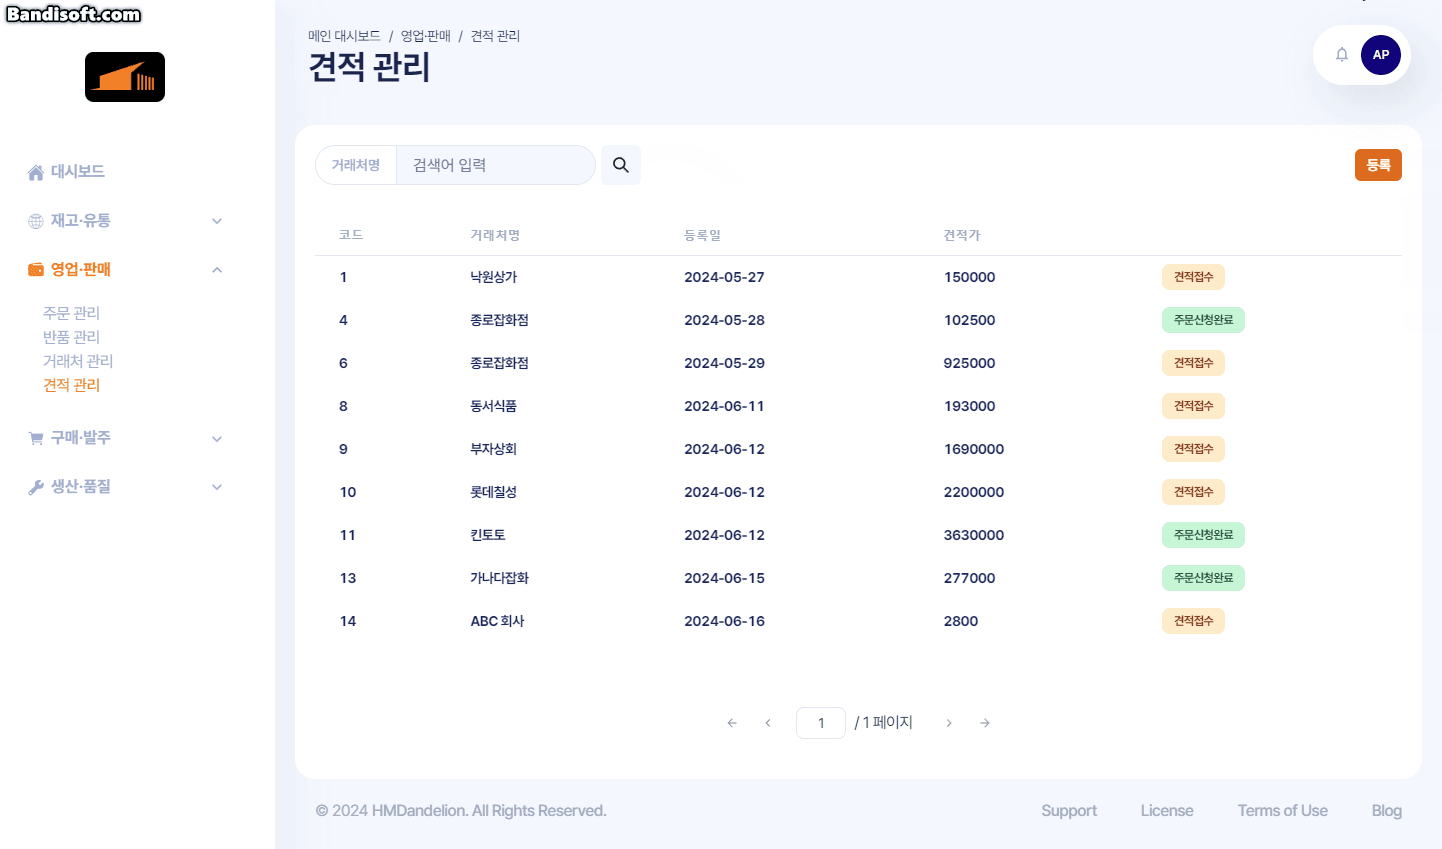 Bandisoft.com
대시보드
재고·유통
영업·판매
주문 관리
반품 관리
거래처 관리
견적 관리
구매·발주
생산·품질
메인 대시보드 / 영업·판매 / 견적 관리
견적 관리
AP
거래처명 검색어 입력
등록
코드 거래처명 등록일 견적가
1 낙원상가 2024-05-27 150000 견적접수
4 종로잡화점 2024-05-28 102500 주문신청완료
6 종로잡화점 2024-05-29 925000 견적접수
8 동서식품 2024-06-11 193000 견적접수
9 부자상회 2024-06-12 1690000 견적접수
10 롯데칠성 2024-06-12 2200000 견적접수
11 킨토토 2024-06-12 3630000 주문신청완료
13 가나다잡화 2024-06-15 277000 주문신청완료
14 ABC 회사 2024-06-16 2800 견적접수
1 / 1 페이지
© 2024 HMDandelion. All Rights Reserved. Support License Terms of Use Blog